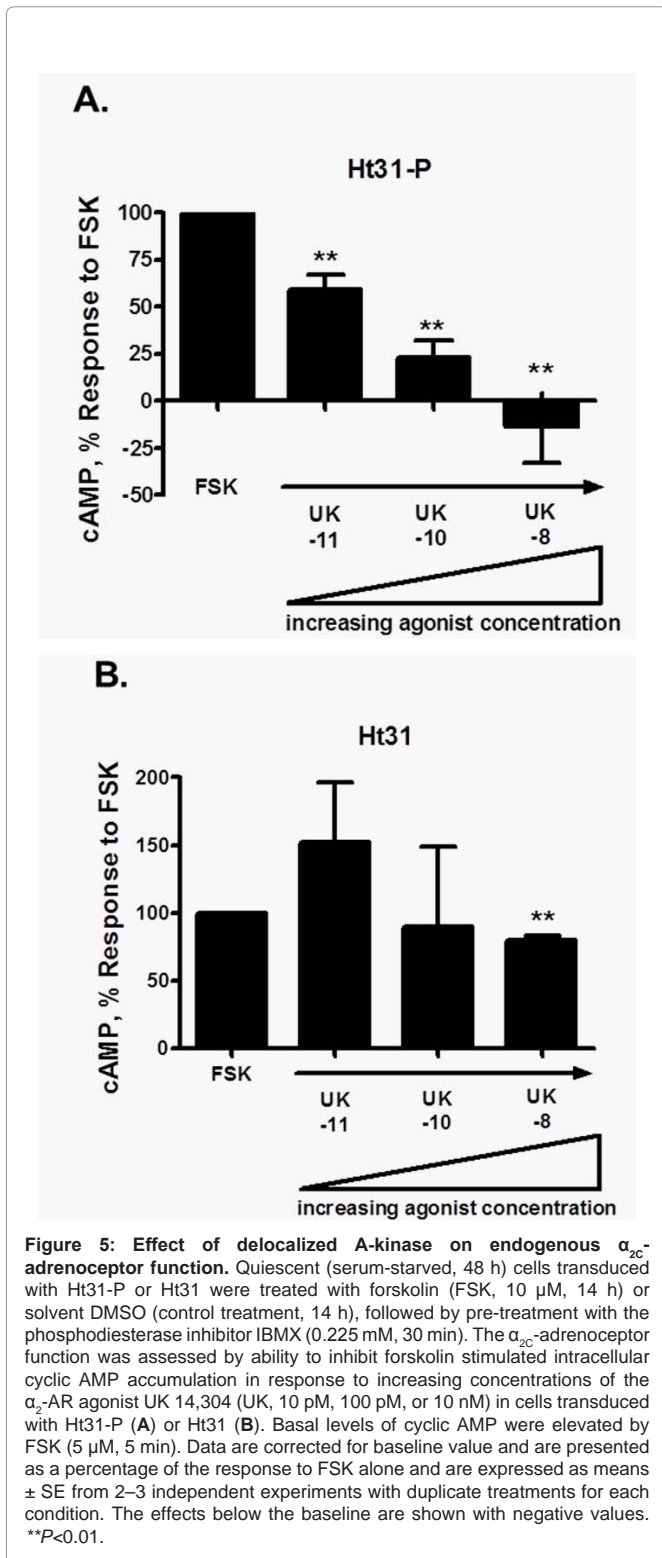 A.
Ht31-P
cAMP, % Response to FSK
100
75
50
25
0
-25
-50
**
**
**
FSK
UK
-11
UK
-10
UK
-8
increasing agonist concentration
B.
Ht31
cAMP, % Response to FSK
200
150
100
50
0
**
FSK
UK
-11
UK
-10
UK
-8
increasing agonist concentration
Figure 5: Effect of delocalized A-kinase on endogenous α2C-
adrenoceptor function. Quiescent (serum-starved, 48 h) cells transduced
with Ht31-P or Ht31 were treated with forskolin (FSK, 10 µM, 14 h) or
solvent DMSO (control treatment, 14 h), followed by pre-treatment with the
phosphodiesterase inhibitor IBMX (0.225 mM, 30 min). The α2C-adrenoceptor
function was assessed by ability to inhibit forskolin stimulated intracellular
cyclic AMP accumulation in response to increasing concentrations of the
α2-AR agonist UK 14,304 (UK, 10 pM, 100 pM, or 10 nM) in cells transduced
with Ht31-P (A) or Ht31 (B). Basal levels of cyclic AMP were elevated by
FSK (5 µM, 5 min). Data are corrected for baseline value and are presented
as a percentage of the response to FSK alone and are expressed as means
± SE from 2–3 independent experiments with duplicate treatments for each
condition. The effects below the baseline are shown with negative values.
**P<0.01.